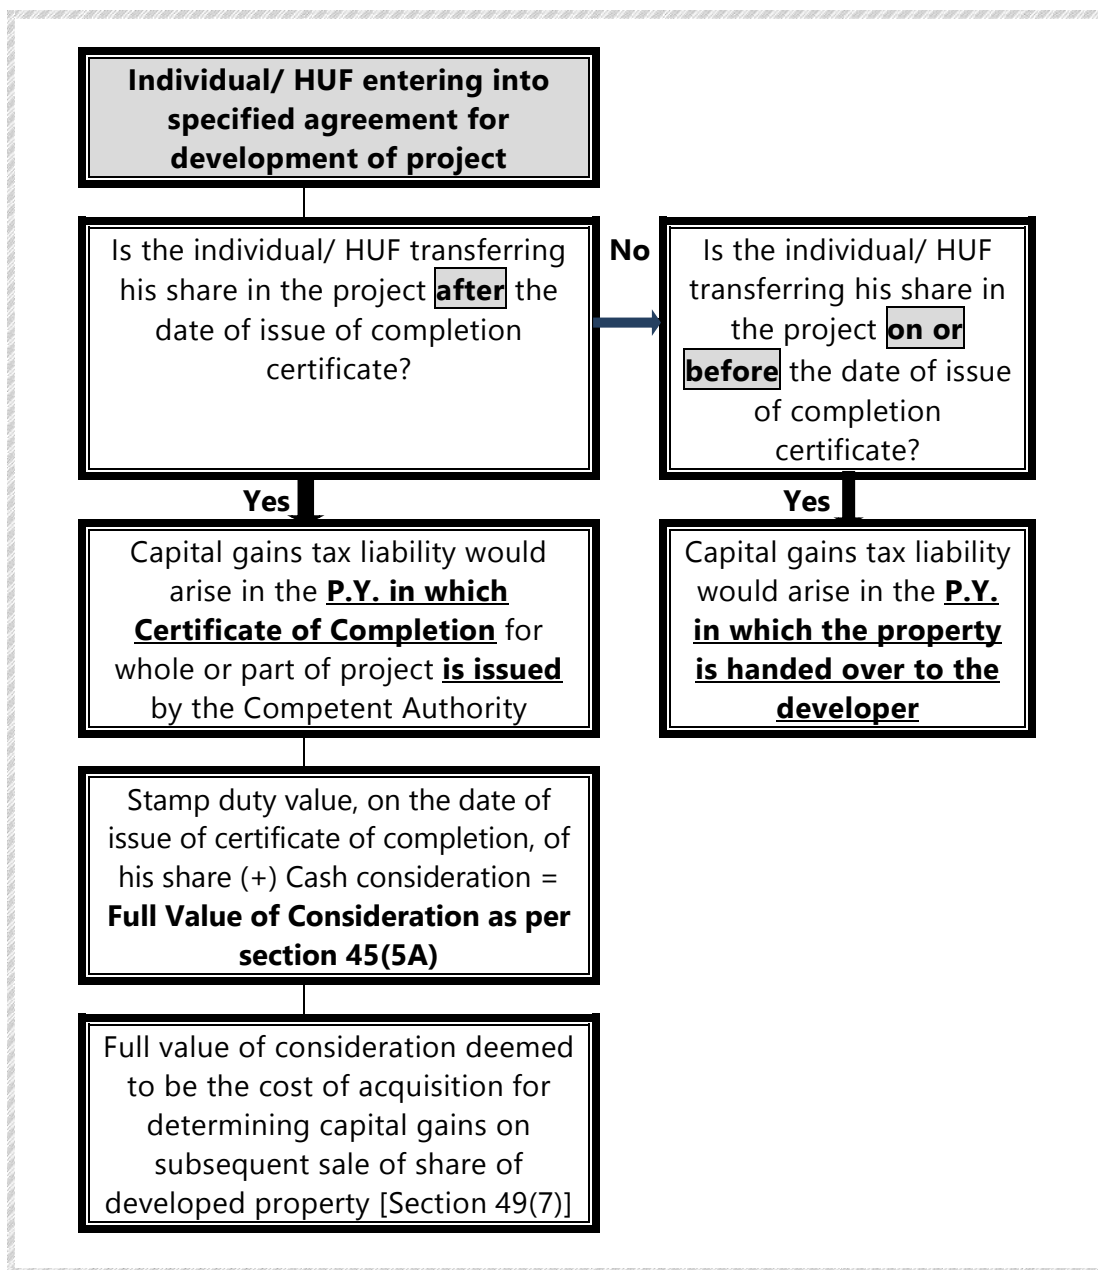 Individual/ HUF entering into
specified agreement for
development of project
Is the individual/ HUF transferring
his share in the project after the
date of issue of completion
certificate?
No
Is the individual/ HUF
transferring his share in
the project on or
before the date of issue
of completion
certificate?
Yes
Yes
Capital gains tax liability would
arise in the P.Y. in which
Certificate of Completion for
whole or part of project is issued
by the Competent Authority
Capital gains tax liability
would arise in the P.Y.
in which the property
is handed over to the
developer
Stamp duty value, on the date of
issue of certificate of completion, of
his share (+) Cash consideration =
Full Value of Consideration as per
section 45(5A)
Full value of consideration deemed
to be the cost of acquisition for
determining capital gains on
subsequent sale of share of
developed property [Section 49(7)]